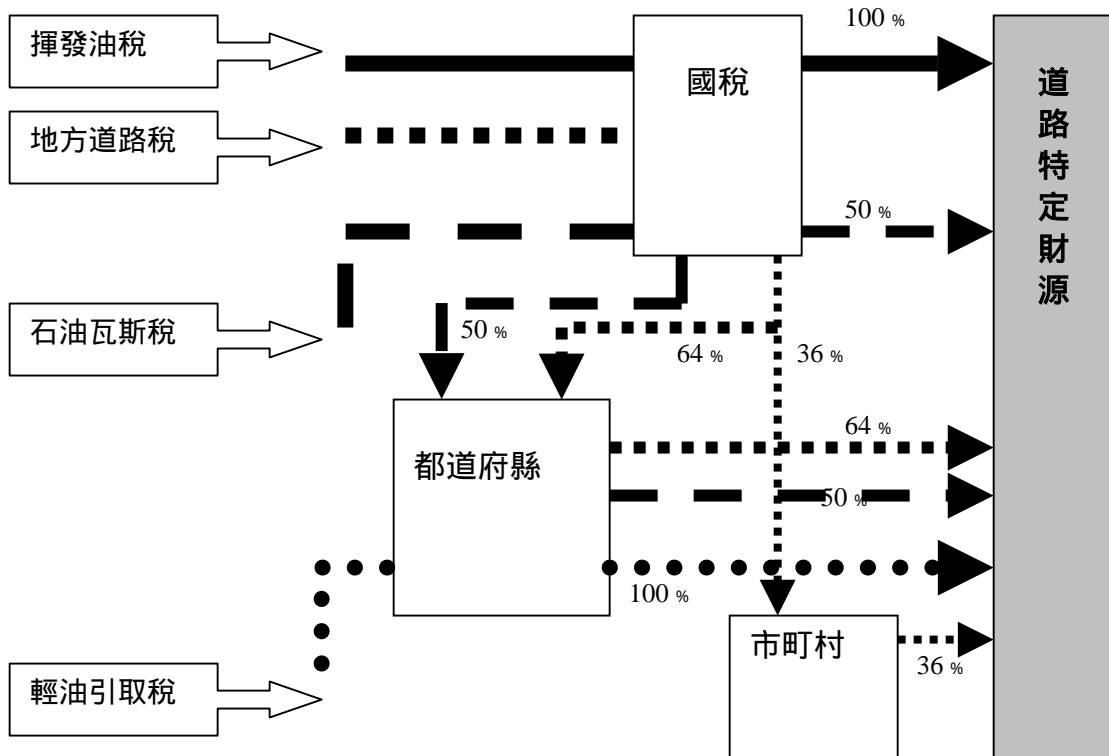 揮發油稅
國稅
100 %
道路特定財源
地方道路稅
50 %
石油瓦斯稅
50 %
64 %
36 %
都道府縣
64 %
50 %
100 %
市町村
36 %
輕油引取稅